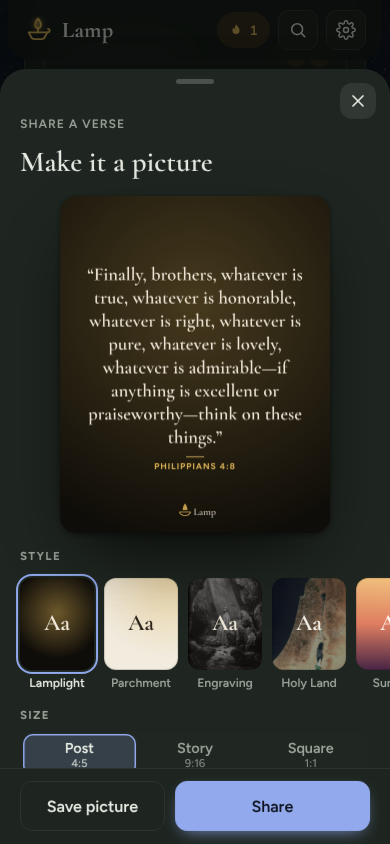 Lamp
1
SHARE A VERSE
Make it a picture
“Finally, brothers, whatever is
true, whatever is honorable,
whatever is right, whatever is
pure, whatever is lovely,
whatever is admirable—if
anything is excellent or
praiseworthy—think on these
things.”
PHILIPPIANS 4:8
Lamp
STYLE
Aa
Aa
Aa
Aa
Lamplight
Parchment
Engraving
Holy Land
SIZE
Post
Story
Square
4:5
9:16
1:1
Save picture
Share